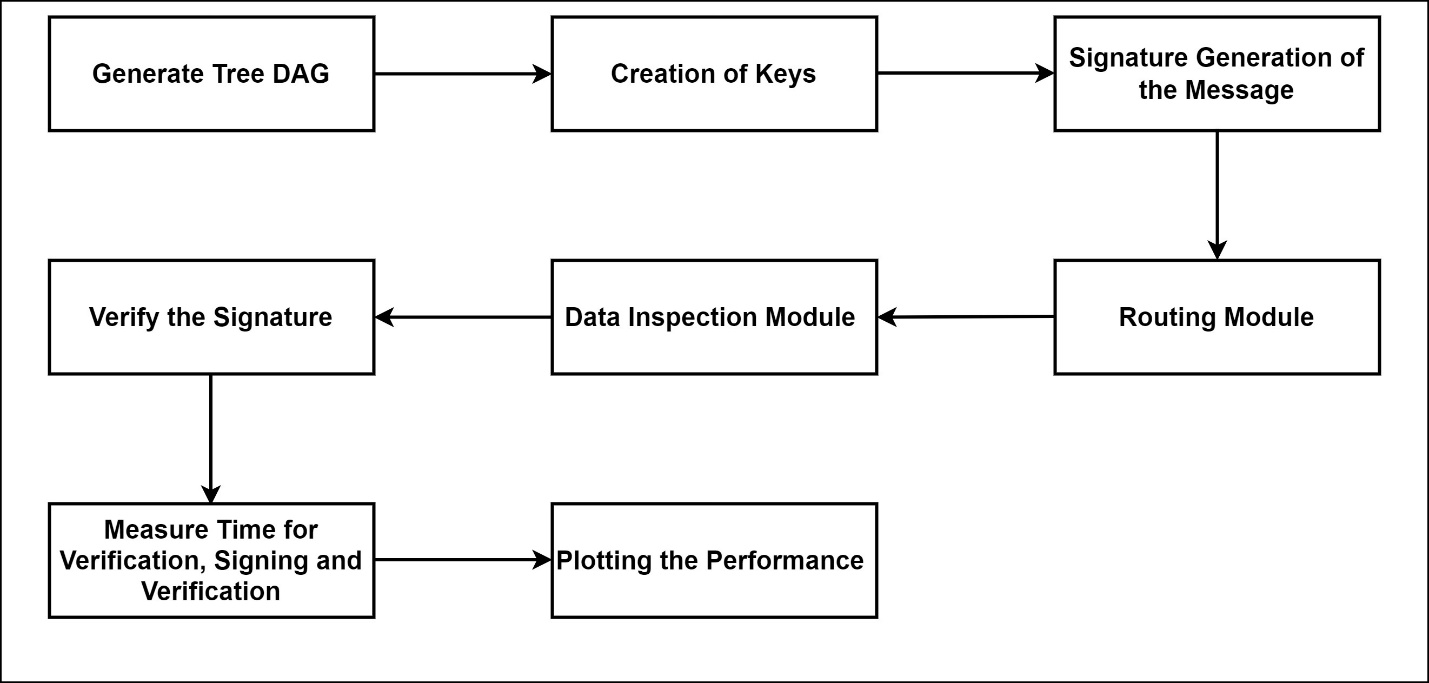 Generate Tree DAG
Creation of Keys
Signature Generation of
the Message
Routing Module
Data Inspection Module
Verify the Signature
Measure Time for
Verification, Signing and
Verification
Plotting the Performance